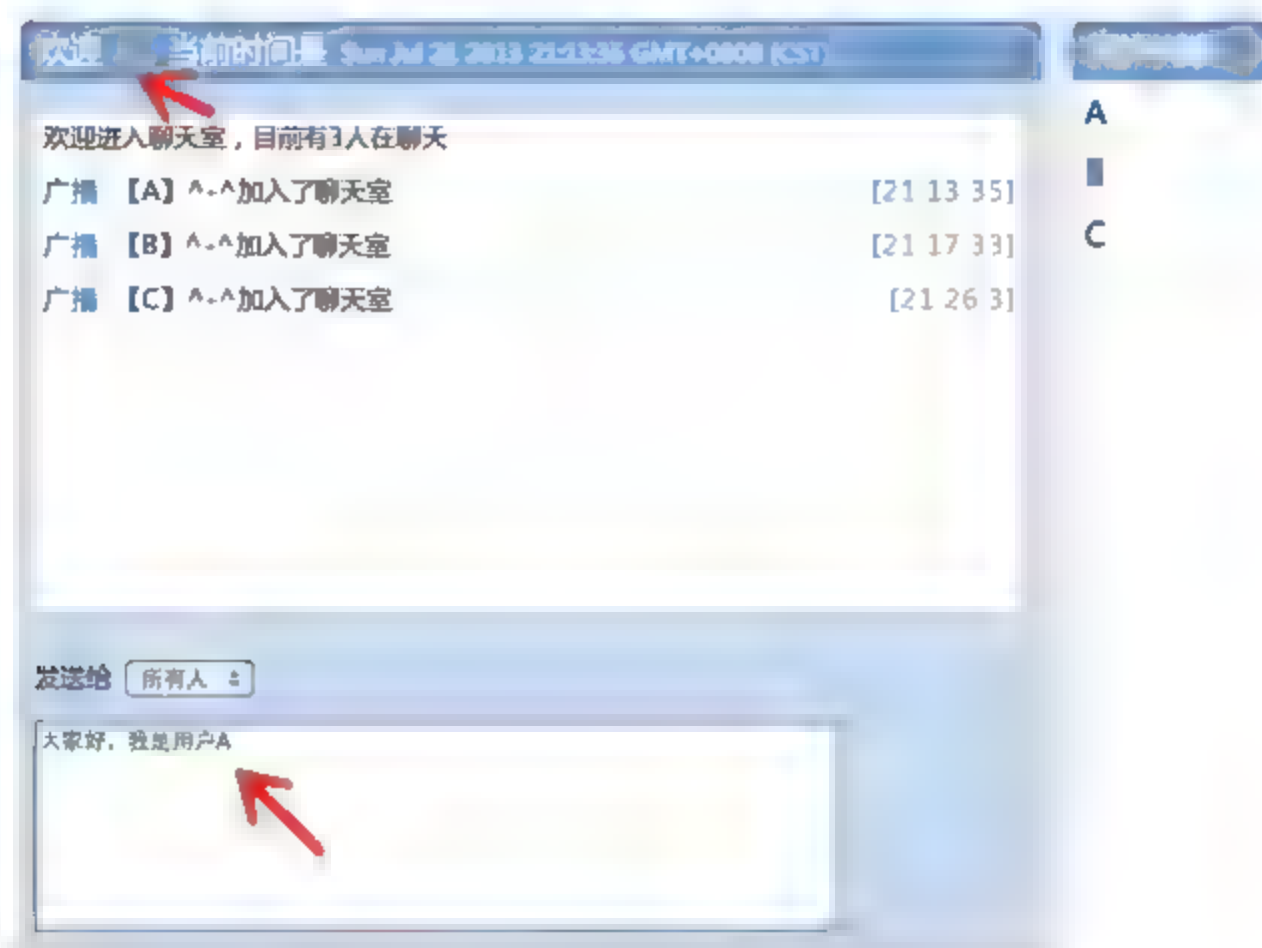 欢迎 当前时间是 Sun Jul 2 2013 21:13:35 GMT+0800 (CST)
欢迎进入聊天室，目前有3人在聊天
广播 【A】^-^加入了聊天室 [21 13 35]
广播 【B】^-^加入了聊天室 [21 17 33]
广播 【C】^-^加入了聊天室 [21 26 3]
A
C
发送给 所有人
大家好，我是用户A